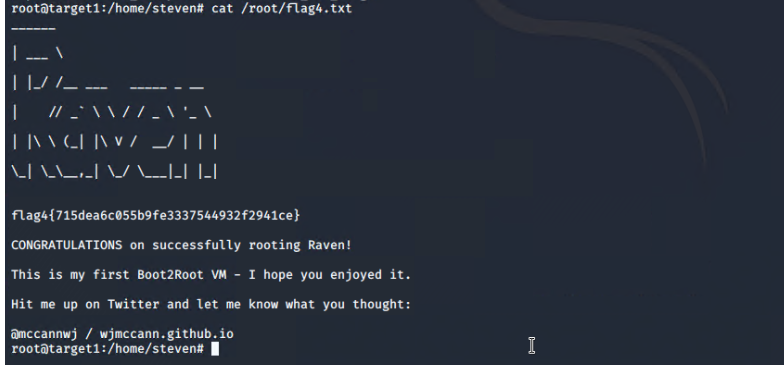 root@target1:/home/steven# cat /root/flag4.txt
______
| ___ \
| |_/ /__ ___   _____ _ __
|    // _` \ \ / / _ \ '_ \
| |\ \ (_| |\ V /  __/ | | |
\_| \_\__,_| \_/ \___|_| |_|
flag4{715dea6c055b9fe3337544932f2941ce}
CONGRATULATIONS on successfully rooting Raven!
This is my first Boot2Root VM - I hope you enjoyed it.
Hit me up on Twitter and let me know what you thought:
@mccannwj / wjmccann.github.io
root@target1:/home/steven#